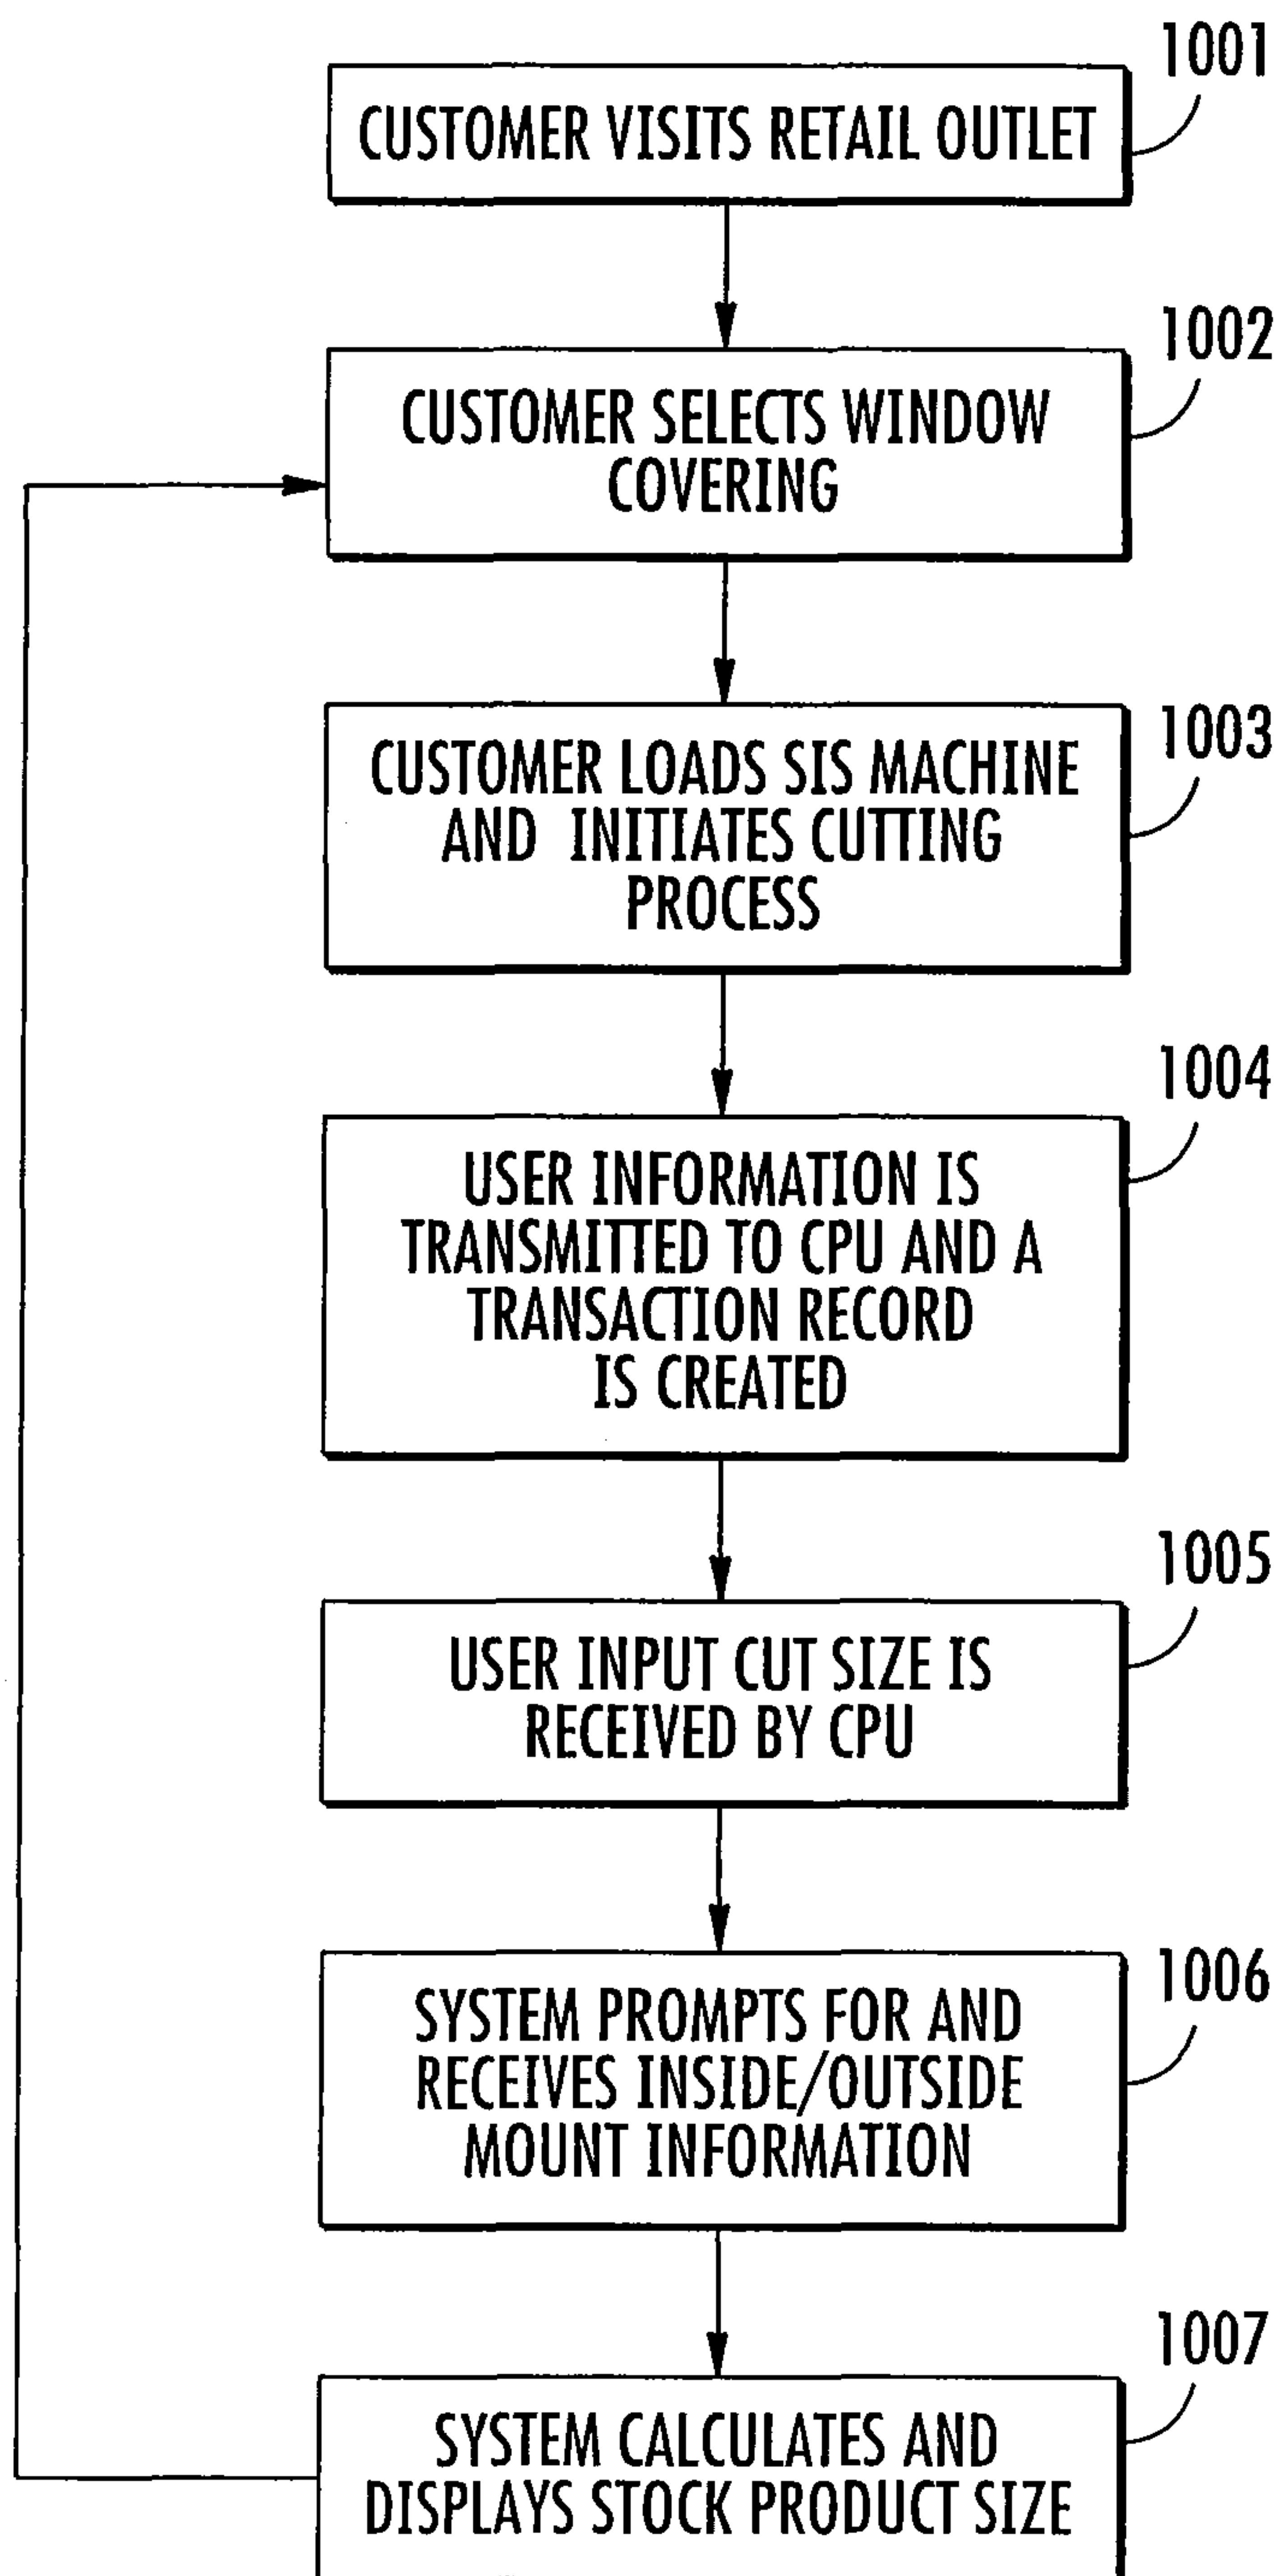 1001
CUSTOMER VISITS RETAIL OUTLET
1002
CUSTOMER SELECTS WINDOW
COVERING
1003
CUSTOMER LOADS SIS MACHINE
AND INITIATES CUTTING
PROCESS
1004
USER INFORMATION IS
TRANSMITTED TO CPU AND A
TRANSACTION RECORD
IS CREATED
1005
USER INPUT CUT SIZE IS
RECEIVED BY CPU
1006
SYSTEM PROMPTS FOR AND
RECEIVES INSIDE/OUTSIDE
MOUNT INFORMATION
1007
SYSTEM CALCULATES AND
DISPLAYS STOCK PRODUCT SIZE